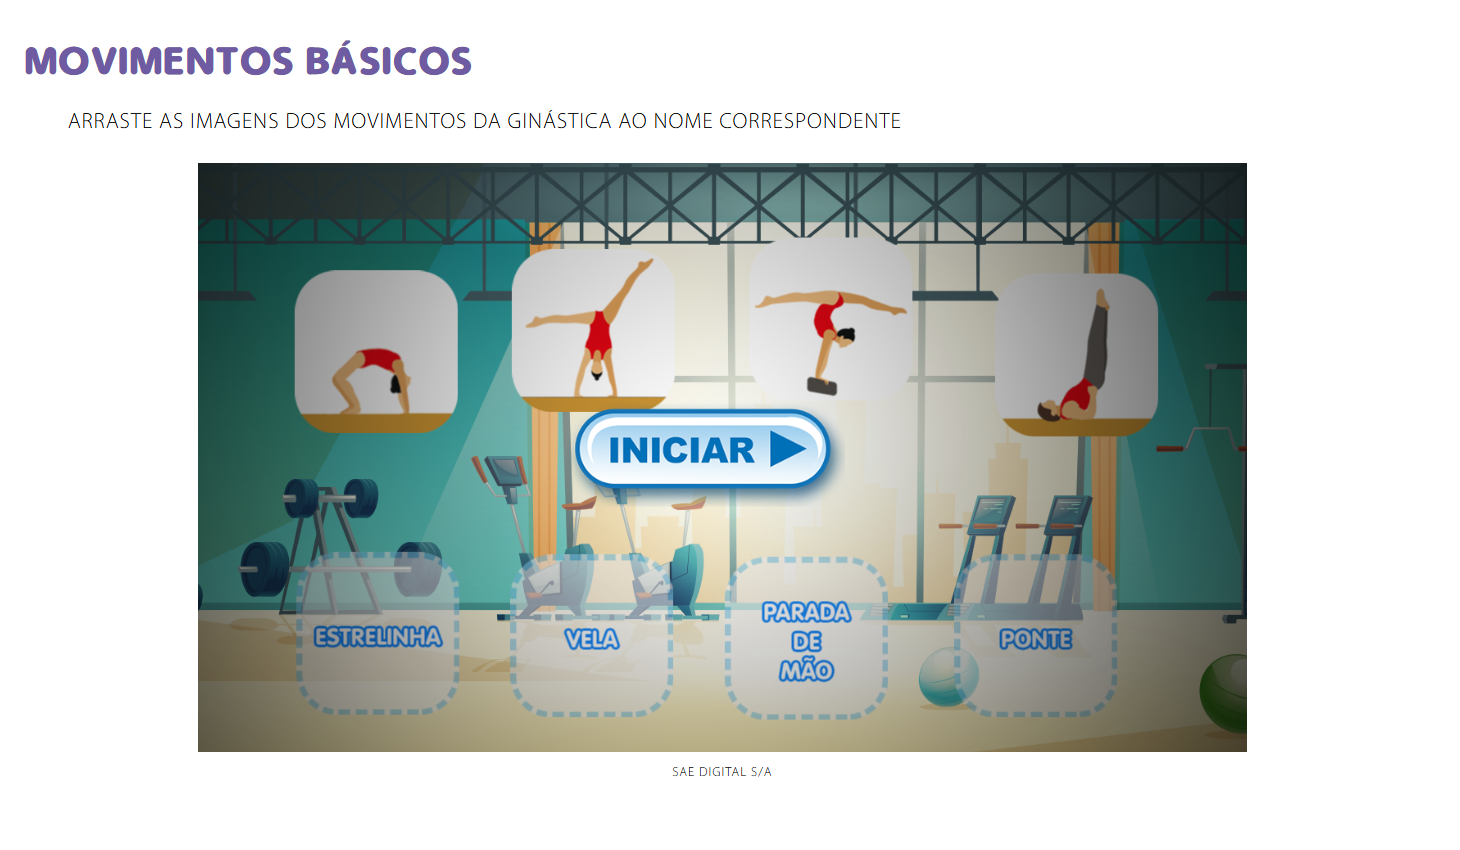 MOVIMENTOS BÁSICOS
ARRASTE AS IMAGENS DOS MOVIMENTOS DA GINÁSTICA AO NOME CORRESPONDENTE
INICIAR
ESTRELINHA
VELA
PARADA
DE
MÃO
PONTE
SAE DIGITAL S/A